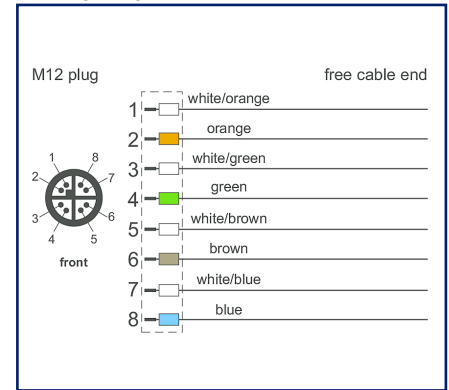 M12 plug free cable end
1 white/orange
2 orange
3 white/green
4 green
5 white/brown
6 brown
7 white/blue
8 blue
1 8
2 7
3 6
4 5
front